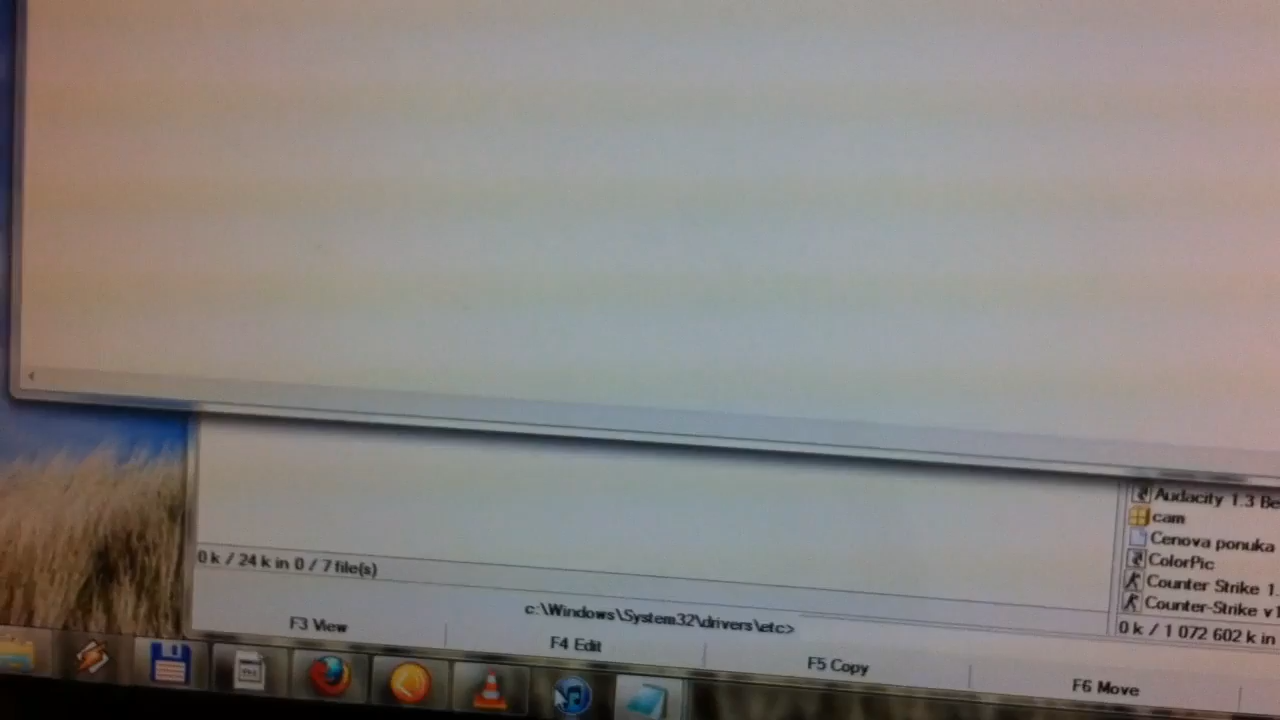 Audacity 1.3 Be
cam
Cenova ponuka
ColorPic
Counter Strike 1.
Counter-Strike v1
0 k / 24 k in 0 / 7 file(s)
0 k / 1 072 602 k in
c:\Windows\System32\drivers\etc>
F3 View
F4 Edit
F5 Copy
F6 Move